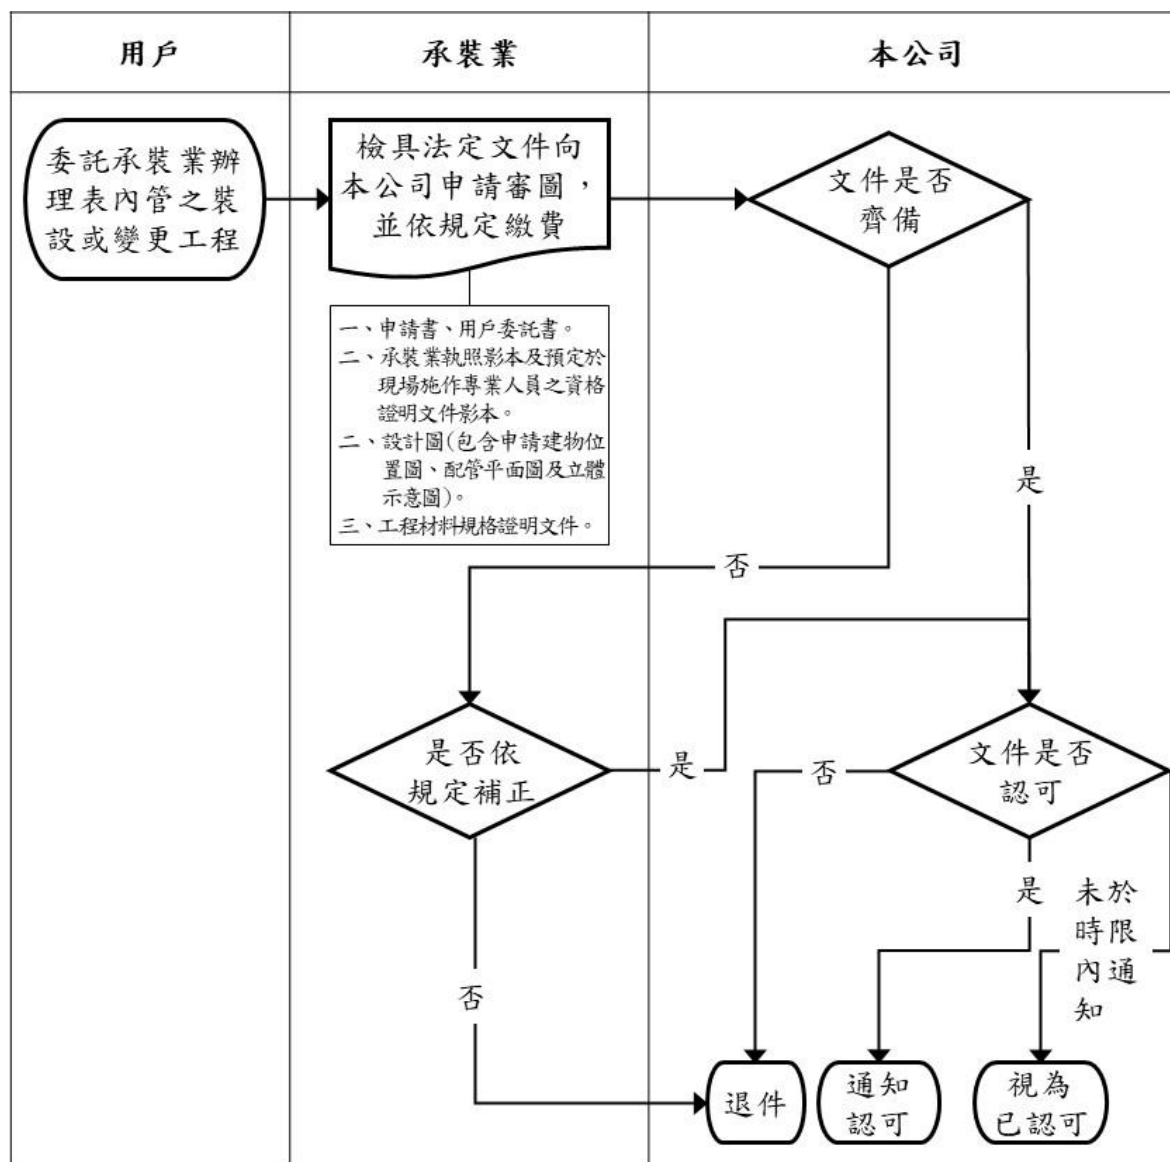 用戶
承裝業
本公司
委託承裝業辦
理表內管之裝
設或變更工程
檢具法定文件向
本公司申請審圖，
並依規定繳費
文件是否
齊備
一、申請書、用戶委託書。
二、承裝業執照影本及預定於
現場施作專業人員之資格
證明文件影本。
二、設計圖(包含申請建物位
置圖、配管平面圖及立體
示意圖)。
三、工程材料規格證明文件。
是
否
是否依
規定補正
是
否
文件是否
認可
否
是
未於
時限
內通
知
退件
通知
認可
視為
已認可